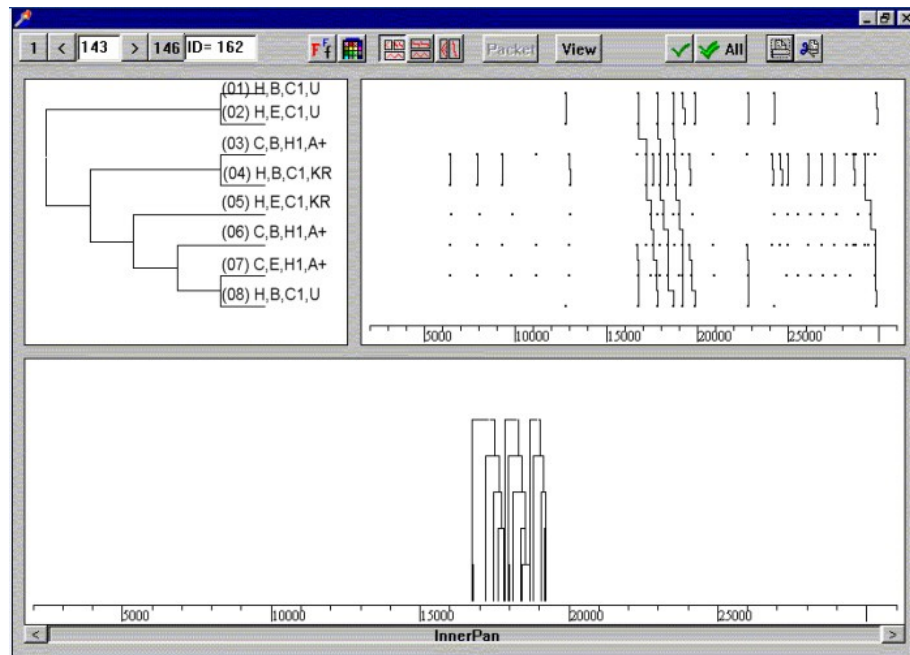 1 < 143 > 146 ID= 162 F F f Packet View All
(01) H,B,C1,U
(02) H,E,C1,U
(03) C,B,H1,A+
(04) H,B,C1,KR
(05) H,E,C1,KR
(06) C,B,H1,A+
(07) C,E,H1,A+
(08) H,B,C1,U
5000 10000 15000 20000 25000
5000 10000 15000 20000 25000
< InnerPan >